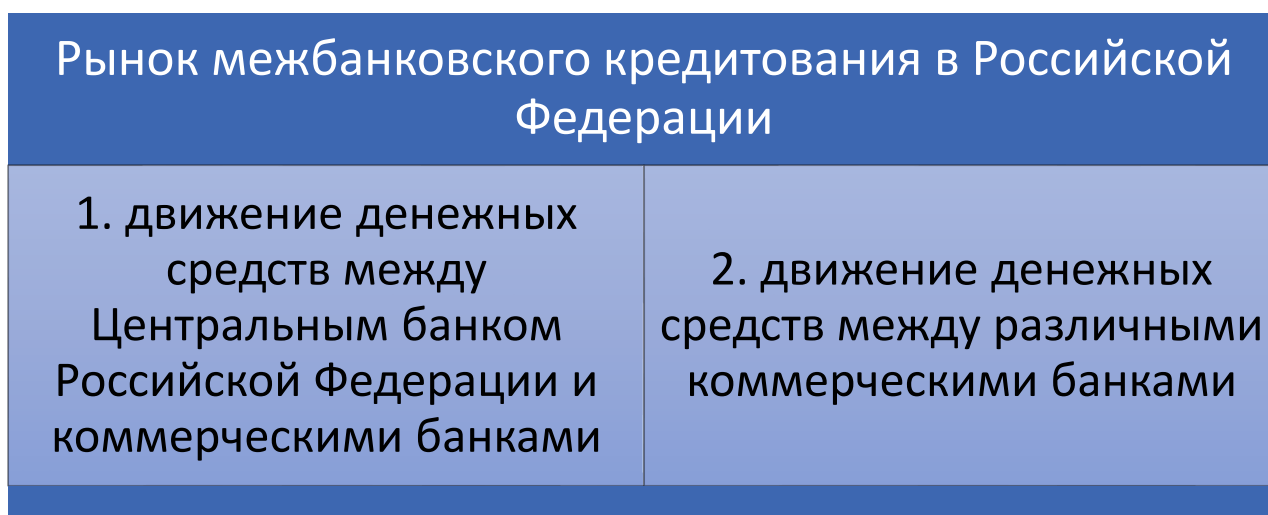 Рынок межбанковского кредитования в Российской
Федерации
1. движение денежных
средств между
Центральным банком
Российской Федерации и
коммерческими банками
2. движение денежных
средств между различными
коммерческими банками